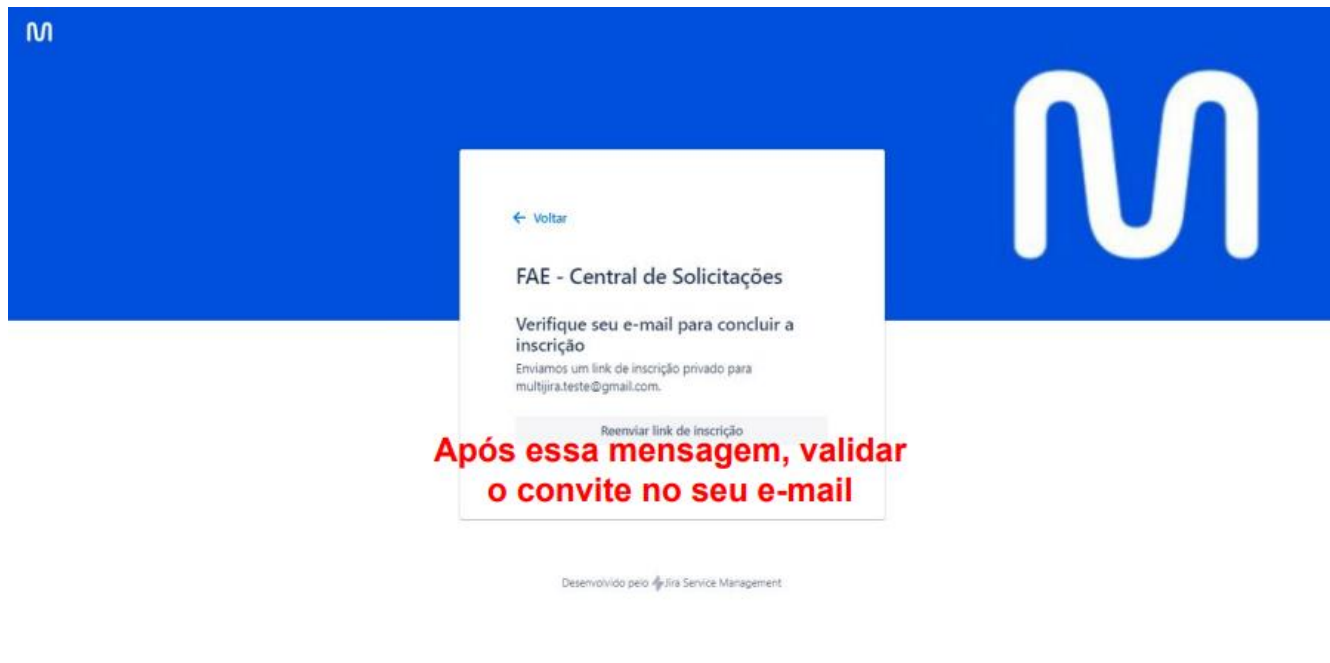 ← Voltar
FAE - Central de Solicitações
Verifique seu e-mail para concluir a
inscrição
Enviamos um link de inscrição privado para
multijira.teste@gmail.com.
Reenviar link de inscrição
Após essa mensagem, validar
o convite no seu e-mail
Desenvolvido pelo Jira Service Management